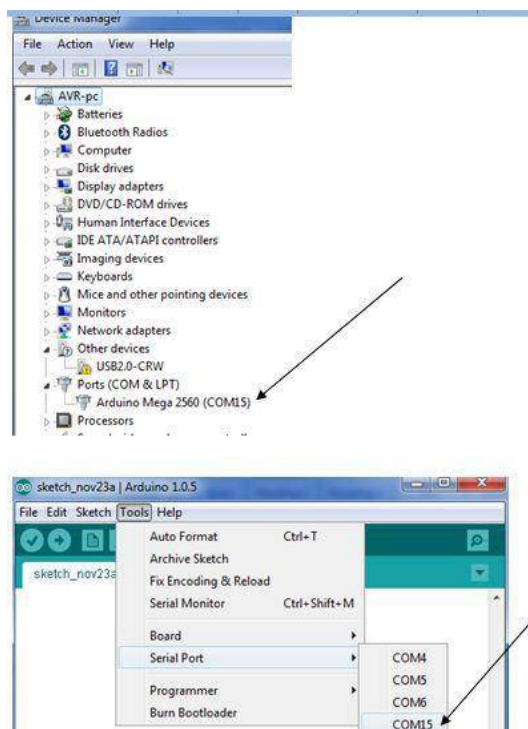 Device Manager
File Action View Help
AVR-pc
Batteries
Bluetooth Radios
Computer
Disk drives
Display adapters
DVD/CD-ROM drives
Human Interface Devices
IDE ATA/ATAPI controllers
Imaging devices
Keyboards
Mice and other pointing devices
Monitors
Network adapters
Other devices
USB2.0-CRW
Ports (COM & LPT)
Arduino Mega 2560 (COM15)
Processors
sketch_nov23a | Arduino 1.0.5
File Edit Sketch Tools Help
Auto Format Ctrl+T
sketch_nov23a
Archive Sketch
Fix Encoding & Reload
Serial Monitor Ctrl+Shift+M
Board
Serial Port
COM4
COM5
Programmer
COM6
Burn Bootloader
COM15